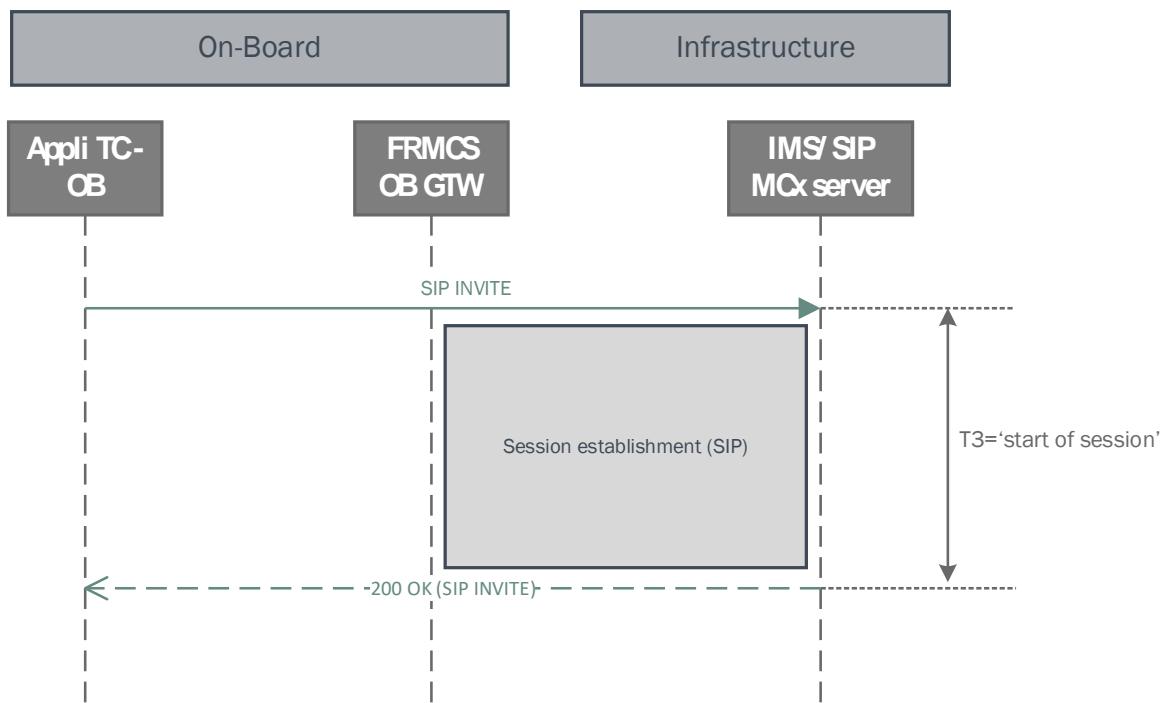 On-Board
Infrastructure
Appli TC-
OB
FRMCS
OB GTW
IMS/ SIP
MCx server
SIP INVITE
Session establishment (SIP)
T3=‘start of session’
200 OK (SIP INVITE)